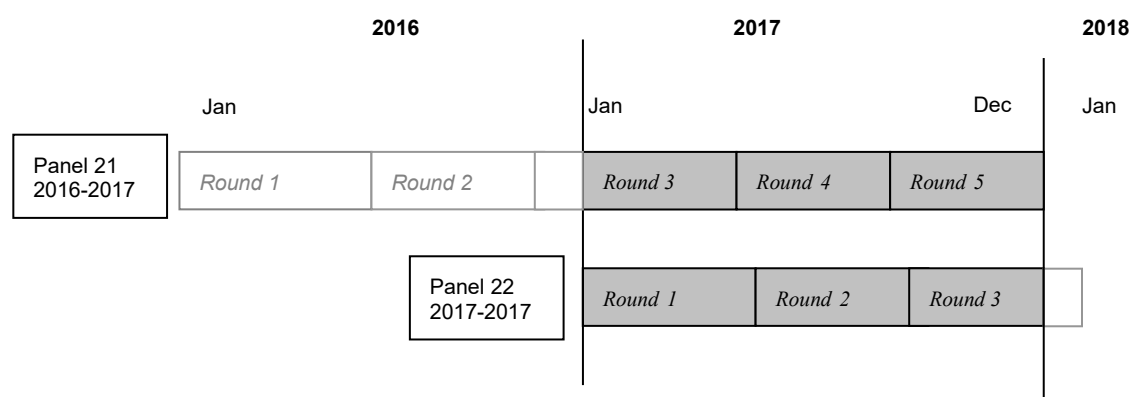 2016 2017 2018
Jan Jan Dec Jan
Panel 21
2016-2017
Round 1 Round 2 Round 3 Round 4 Round 5
Panel 22
2017-2017
Round 1 Round 2 Round 3